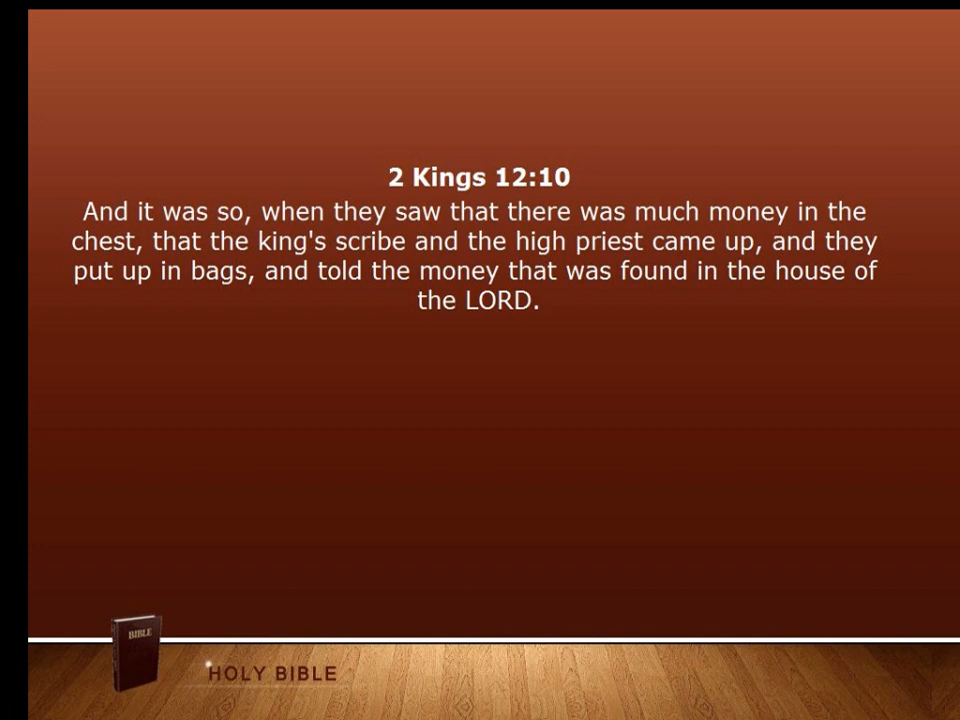 2 Kings 12:10
And it was so, when they saw that there was much money in the
chest, that the king's scribe and the high priest came up, and they
put up in bags, and told the money that was found in the house of
the LORD.
BIBLE
HOLY BIBLE